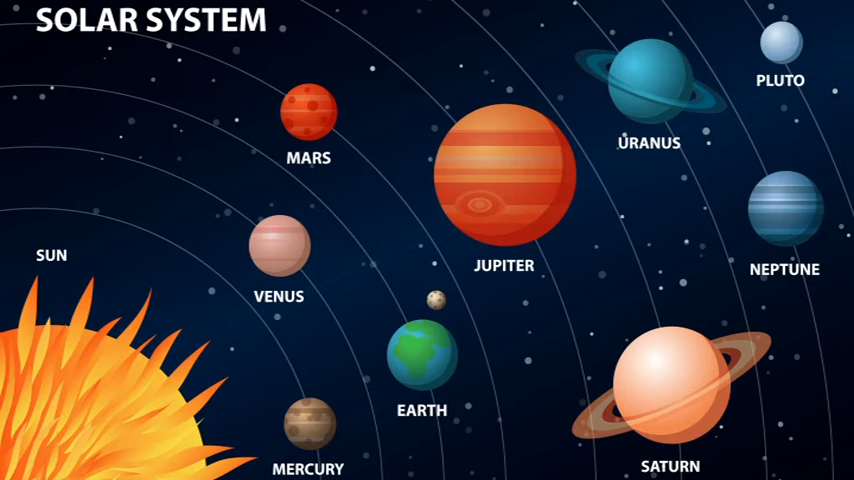 SOLAR SYSTEM
PLUTO
URANUS
MARS
SUN
JUPITER
NEPTUNE
VENUS
EARTH
SATURN
MERCURY